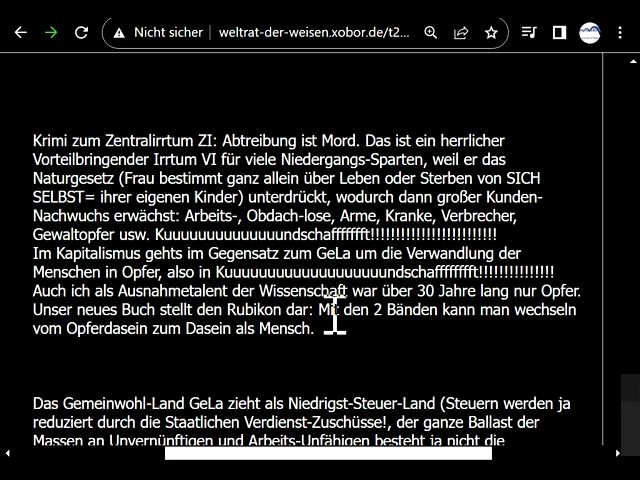 Nicht sicher
weltrat-der-weisen.xobor.de/t2...
Krimi zum Zentralirrtum ZI: Abtreibung ist Mord. Das ist ein herrlicher
Vorteilbringender Irrtum VI für viele Niedergangs-Sparten, weil er das
Naturgesetz (Frau bestimmt ganz allein über Leben oder Sterben von SICH
SELBST= ihrer eigenen Kinder) unterdrückt, wodurch dann großer Kunden-
Nachwuchs erwächst: Arbeits-, Obdach-lose, Arme, Kranke, Verbrecher,
Gewaltopfer usw. Kuuuuuuuuuuuuuundschafffffft!!!!!!!!!!!!!!!!!!!!!!!!!
Im Kapitalismus gehts im Gegensatz zum GeLa um die Verwandlung der
Menschen in Opfer, also in Kuuuuuuuuuuuuuuuuuuundschafffffffft!!!!!!!!!!!!!!!
Auch ich als Ausnahmetalent der Wissenschaft war über 30 Jahre lang nur Opfer.
Unser neues Buch stellt den Rubikon dar: Mit den 2 Bänden kann man wechseln
vom Opferdasein zum Dasein als Mensch.
Das Gemeinwohl-Land GeLa zieht als Niedrigst-Steuer-Land (Steuern werden ja
reduziert durch die Staatlichen Verdienst-Zuschüsse!, der ganze Ballast der
Massen an Unvernünftigen und Arbeits-Unfähigen besteht ja nicht die